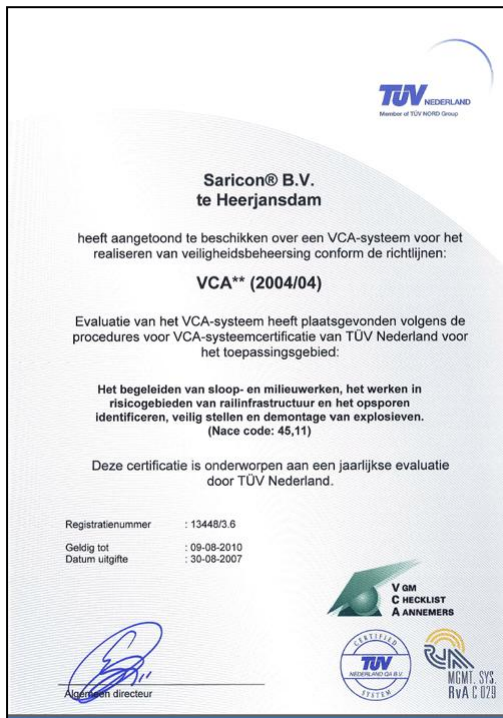 TÜV NEDERLAND
Member of TÜV NORD Group
Saricon® B.V.
te Heerjansdam
heeft aangetoond te beschikken over een VCA-systeem voor het
realiseren van veiligheidsbeheersing conform de richtlijnen:
VCA** (2004/04)
Evaluatie van het VCA-systeem heeft plaatsgevonden volgens de
procedures voor VCA-systeemcertificatie van TÜV Nederland voor
het toepassingsgebied:
Het begeleiden van sloop- en milieuwerken, het werken in
risicogebieden van railinfrastructuur en het opsporen
identificeren, veilig stellen en demontage van explosieven.
(Nace code: 45,11)
Deze certificatie is onderworpen aan een jaarlijkse evaluatie
door TÜV Nederland.
Registratienummer : 13448/3.6
Geldig tot : 09-08-2010
Datum uitgifte : 30-08-2007
V GM
C HECKLIST
A ANNEMERS
Algemeen directeur
CERTIFIED
TÜV
NEDERLAND QA B.V.
SYSTEM
RvA
MGMT. SYS.
RvA C 029